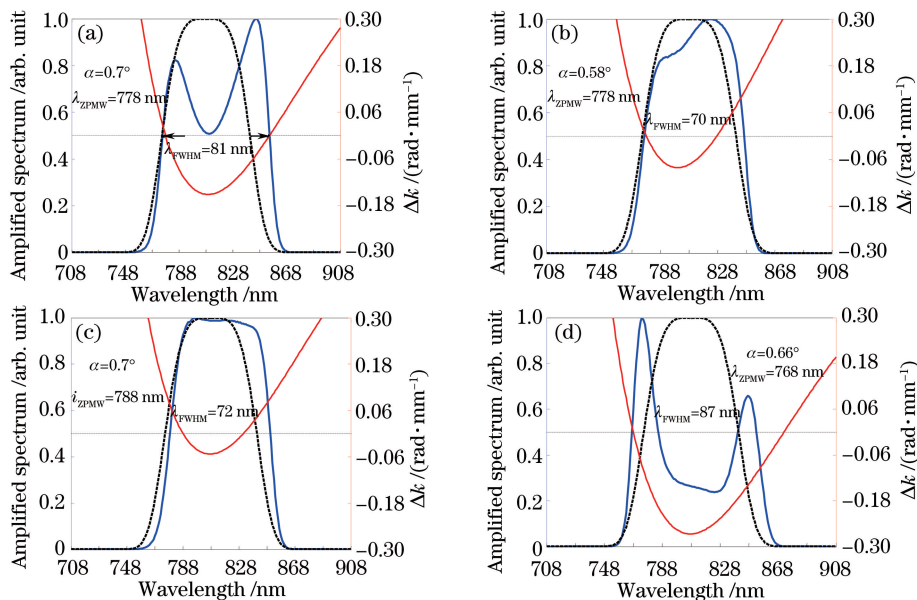 (a)
α=0.7°
λZPMW=778 nm
λFWHM=81 nm
Amplified spectrum /arb. unit
1.0
0.8
0.6
0.4
0.2
0
0.30
0.18
0.06
−0.06
−0.18
−0.30
Δk /(rad·mm⁻¹)
708 748 788 828 868 908
Wavelength /nm
(b)
α=0.58°
λZPMW=778 nm
λFWHM=70 nm
Amplified spectrum /arb. unit
1.0
0.8
0.6
0.4
0.2
0
0.30
0.18
0.06
−0.06
−0.18
−0.30
Δk /(rad·mm⁻¹)
708 748 788 828 868 908
Wavelength /nm
(c)
α=0.7°
iZPMW=788 nm
λFWHM=72 nm
Amplified spectrum /arb. unit
1.0
0.8
0.6
0.4
0.2
0
0.30
0.18
0.06
−0.06
−0.18
−0.30
Δk /(rad·mm⁻¹)
708 748 788 828 868 908
Wavelength /nm
(d)
α=0.66°
λZPMW=768 nm
λFWHM=87 nm
Amplified spectrum /arb. unit
1.0
0.8
0.6
0.4
0.2
0
0.30
0.18
0.06
−0.06
−0.18
−0.30
Δk /(rad·mm⁻¹)
708 748 788 828 868 908
Wavelength /nm